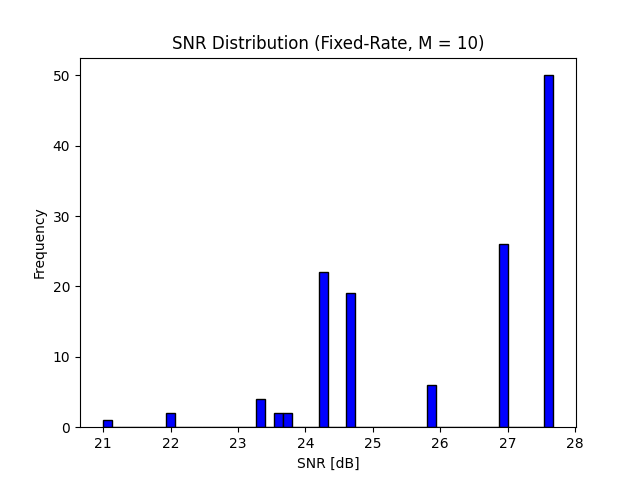 SNR Distribution (Fixed-Rate, M = 10)
50
40
30
20
10
0
Frequency
21 22 23 24 25 26 27 28
SNR [dB]